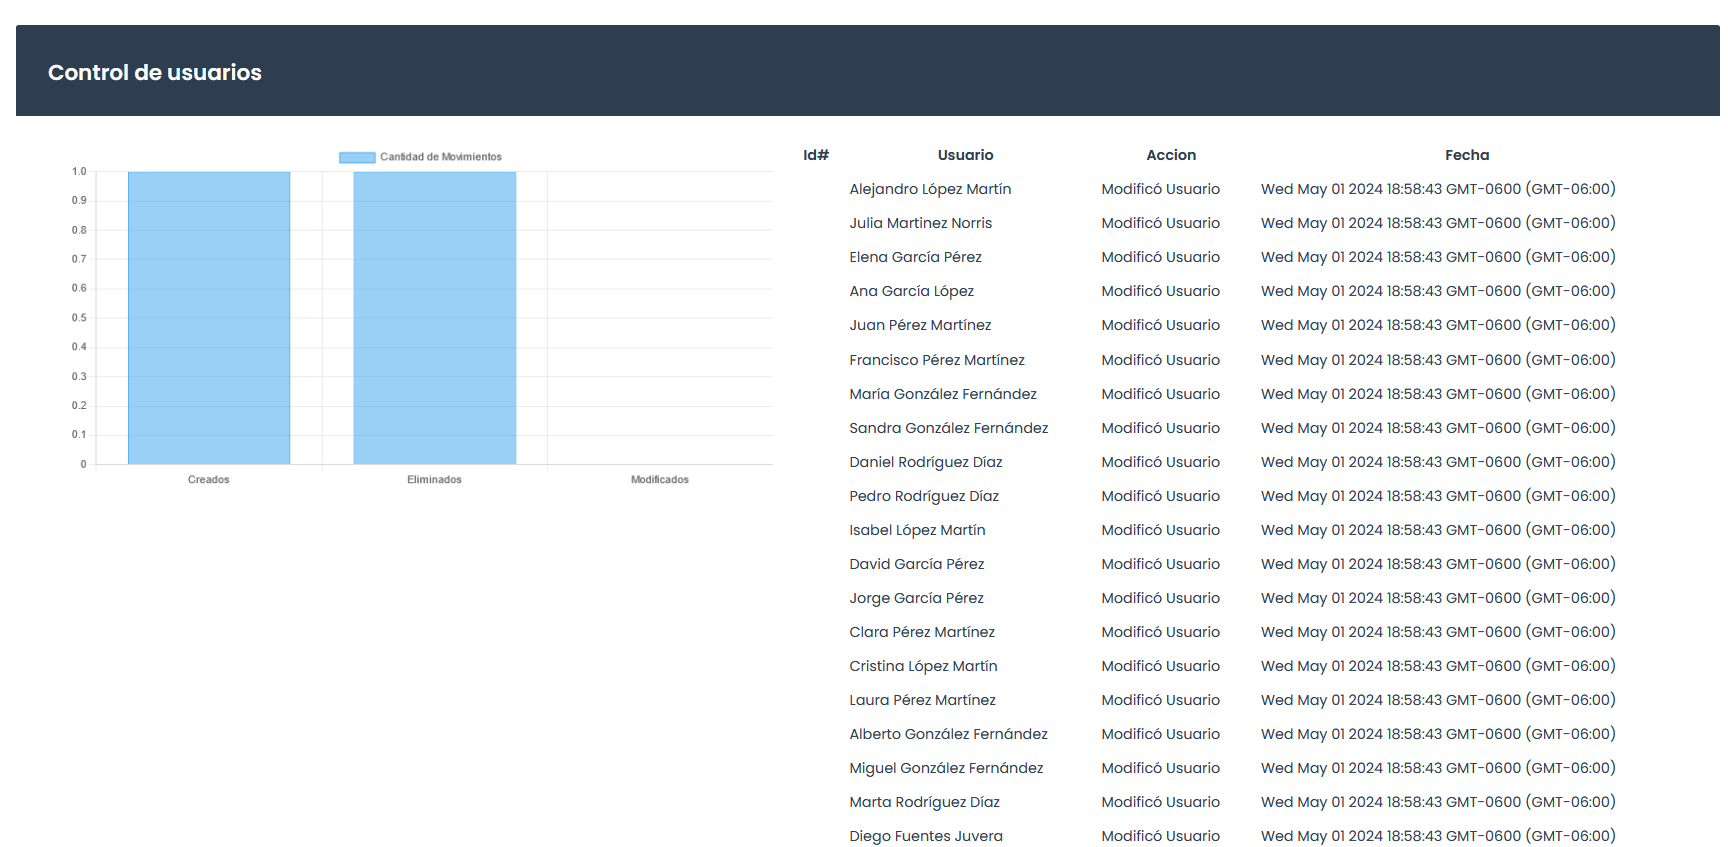 Control de usuarios
Cantidad de Movimientos
1.0
0.9
0.8
0.7
0.6
0.5
0.4
0.3
0.2
0.1
0
Creados Eliminados Modificados
Id# Usuario Accion Fecha
Alejandro López Martín Modificó Usuario Wed May 01 2024 18:58:43 GMT-0600 (GMT-06:00)
Julia Martinez Norris Modificó Usuario Wed May 01 2024 18:58:43 GMT-0600 (GMT-06:00)
Elena García Pérez Modificó Usuario Wed May 01 2024 18:58:43 GMT-0600 (GMT-06:00)
Ana García López Modificó Usuario Wed May 01 2024 18:58:43 GMT-0600 (GMT-06:00)
Juan Pérez Martínez Modificó Usuario Wed May 01 2024 18:58:43 GMT-0600 (GMT-06:00)
Francisco Pérez Martínez Modificó Usuario Wed May 01 2024 18:58:43 GMT-0600 (GMT-06:00)
María González Fernández Modificó Usuario Wed May 01 2024 18:58:43 GMT-0600 (GMT-06:00)
Sandra González Fernández Modificó Usuario Wed May 01 2024 18:58:43 GMT-0600 (GMT-06:00)
Daniel Rodríguez Díaz Modificó Usuario Wed May 01 2024 18:58:43 GMT-0600 (GMT-06:00)
Pedro Rodríguez Díaz Modificó Usuario Wed May 01 2024 18:58:43 GMT-0600 (GMT-06:00)
Isabel López Martín Modificó Usuario Wed May 01 2024 18:58:43 GMT-0600 (GMT-06:00)
David García Pérez Modificó Usuario Wed May 01 2024 18:58:43 GMT-0600 (GMT-06:00)
Jorge García Pérez Modificó Usuario Wed May 01 2024 18:58:43 GMT-0600 (GMT-06:00)
Clara Pérez Martínez Modificó Usuario Wed May 01 2024 18:58:43 GMT-0600 (GMT-06:00)
Cristina López Martín Modificó Usuario Wed May 01 2024 18:58:43 GMT-0600 (GMT-06:00)
Laura Pérez Martínez Modificó Usuario Wed May 01 2024 18:58:43 GMT-0600 (GMT-06:00)
Alberto González Fernández Modificó Usuario Wed May 01 2024 18:58:43 GMT-0600 (GMT-06:00)
Miguel González Fernández Modificó Usuario Wed May 01 2024 18:58:43 GMT-0600 (GMT-06:00)
Marta Rodríguez Díaz Modificó Usuario Wed May 01 2024 18:58:43 GMT-0600 (GMT-06:00)
Diego Fuentes Juvera Modificó Usuario Wed May 01 2024 18:58:43 GMT-0600 (GMT-06:00)